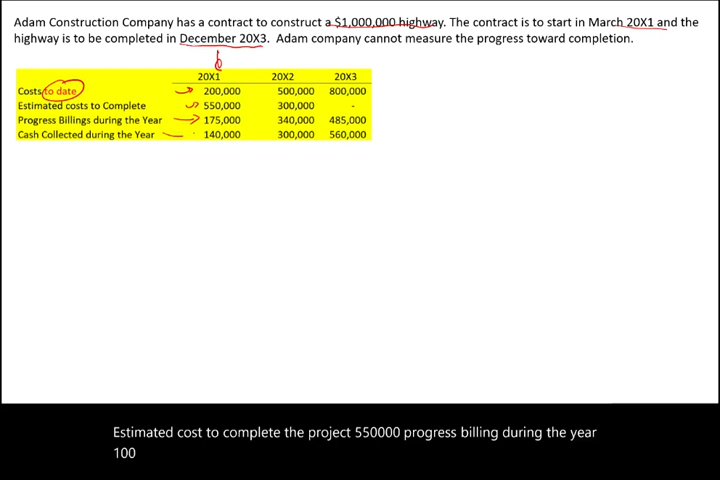 Adam Construction Company has a contract to construct a $1,000,000 highway. The contract is to start in March 20X1 and the
highway is to be completed in December 20X3. Adam company cannot measure the progress toward completion.
20X1 20X2 20X3
Costs to date 200,000 500,000 800,000
Estimated costs to Complete 550,000 300,000 -
Progress Billings during the Year 175,000 340,000 485,000
Cash Collected during the Year 140,000 300,000 560,000
Estimated cost to complete the project 550000 progress billing during the year
100